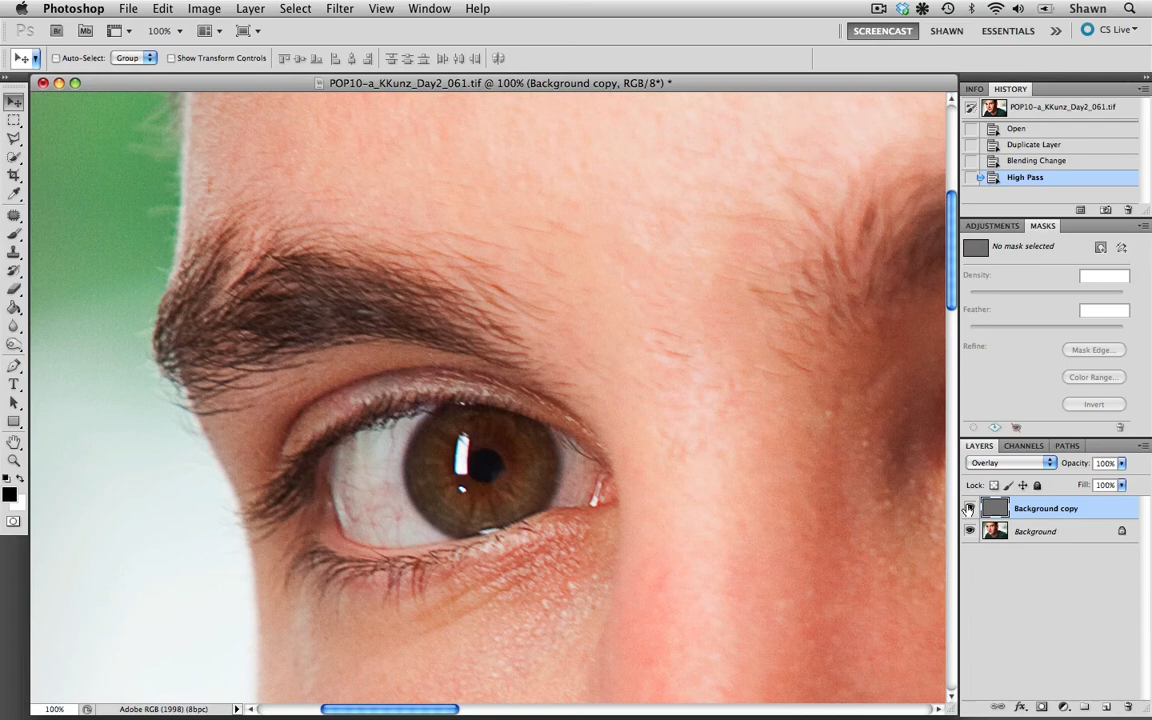 Photoshop File Edit Image Layer Select Filter View Window Help Shawn
Ps Br Mb 100% SCREENCAST SHAWN ESSENTIALS CS Live
Auto-Select: Group Show Transform Controls
POP10-a_KKunz_Day2_061.tif @ 100% (Background copy, RGB/8*) *
INFO HISTORY
POP10-a_KKunz_Day2_061.tif
Open
Duplicate Layer
Blending Change
High Pass
ADJUSTMENTS MASKS
No mask selected
Density:
Feather:
Refine: Mask Edge...
Color Range...
Invert
LAYERS CHANNELS PATHS
Overlay Opacity: 100%
Lock: Fill: 100%
Background copy
Background
100% Adobe RGB (1998) (8bpc)